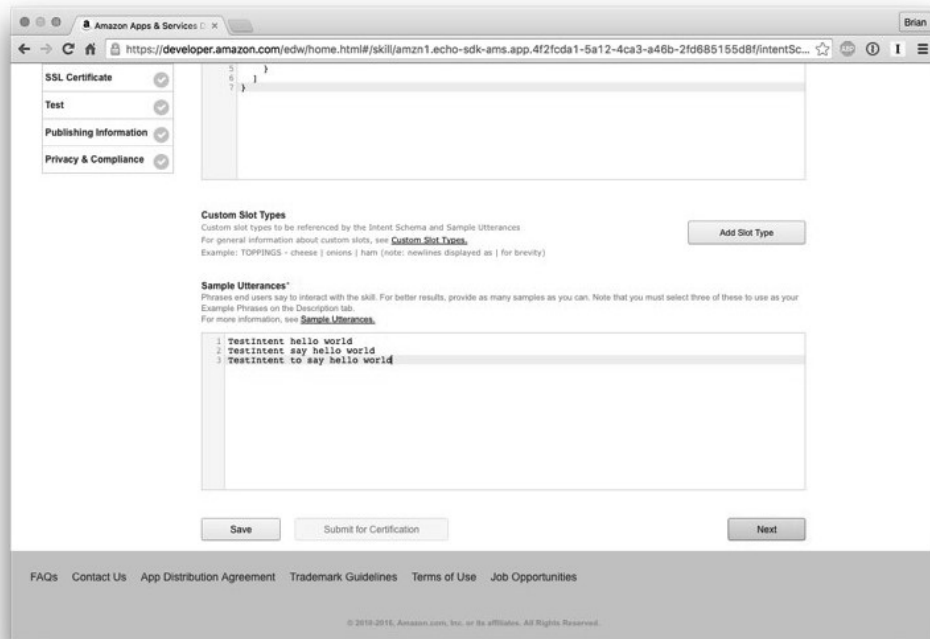 a Amazon Apps & Services D ×
Brian
https://developer.amazon.com/edw/home.html#/skill/amzn1.echo-sdk-ams.app.4f2fcda1-5a12-4ca3-a46b-2fd685155d8f/intentSc...
SSL Certificate
Test
Publishing Information
Privacy & Compliance
5 }
6 ]
7 }
Custom Slot Types
Custom slot types to be referenced by the Intent Schema and Sample Utterances
For general information about custom slots, see Custom Slot Types.
Example: TOPPINGS - cheese | onions | ham (note: newlines displayed as | for brevity)
Add Slot Type
Sample Utterances*
Phrases end users say to interact with the skill. For better results, provide as many samples as you can. Note that you must select three of these to use as your
Example Phrases on the Description tab.
For more information, see Sample Utterances.
1 TestIntent hello world
2 TestIntent say hello world
3 TestIntent to say hello world
Save
Submit for Certification
Next
FAQs Contact Us App Distribution Agreement Trademark Guidelines Terms of Use Job Opportunities
© 2010-2016, Amazon.com, Inc. or its affiliates. All Rights Reserved.